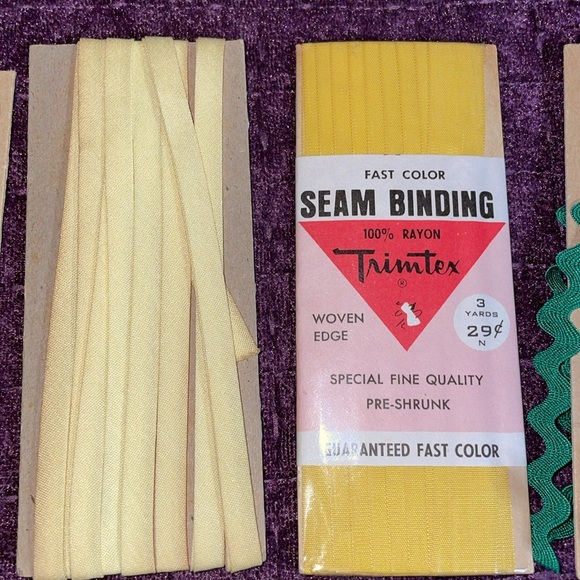 FAST COLOR
SEAM BINDING
100% RAYON
Trimtex
®
WOVEN
EDGE
3
YARDS
29¢
N
SPECIAL FINE QUALITY
PRE-SHRUNK
GUARANTEED FAST COLOR